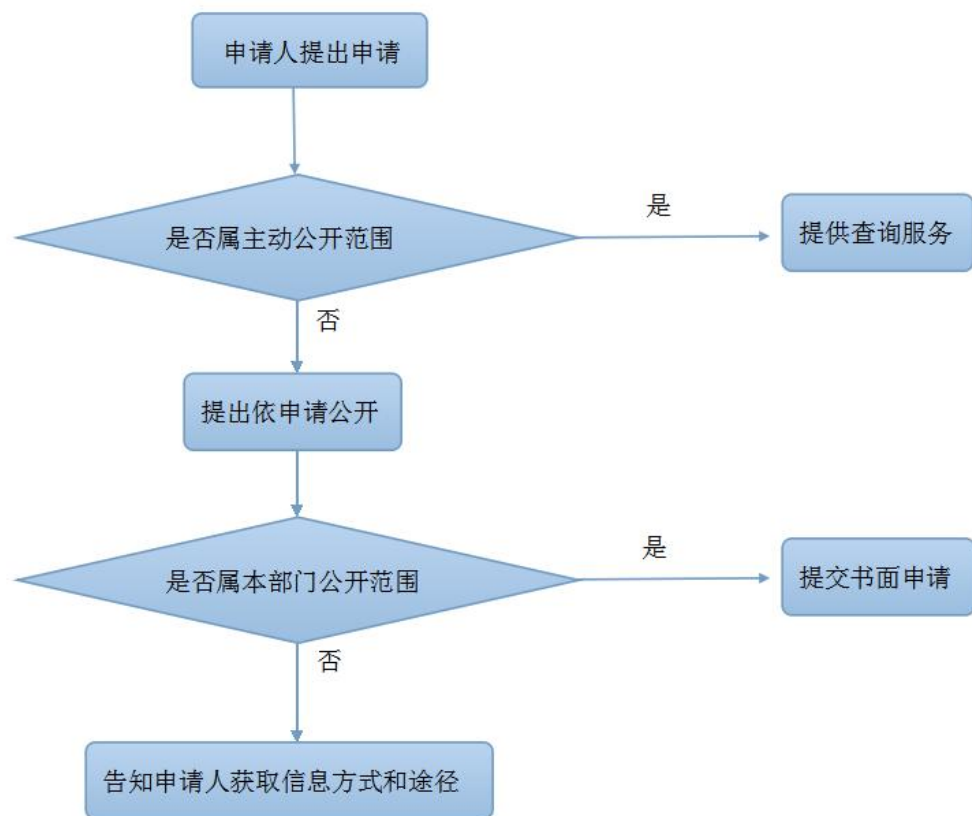 申请人提出申请
是否属主动公开范围
是
提供查询服务
否
提出依申请公开
是否属本部门公开范围
是
提交书面申请
否
告知申请人获取信息方式和途径